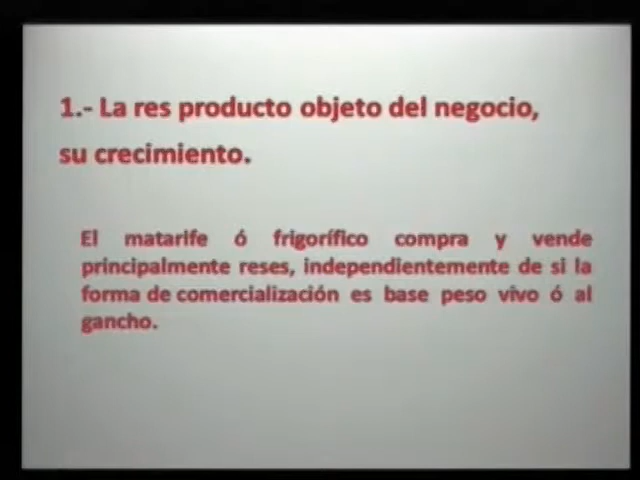 1.- La res producto objeto del negocio,
su crecimiento.
El matarife ó frigorífico compra y vende
principalmente reses, independientemente de si la
forma de comercialización es base peso vivo ó al
gancho.